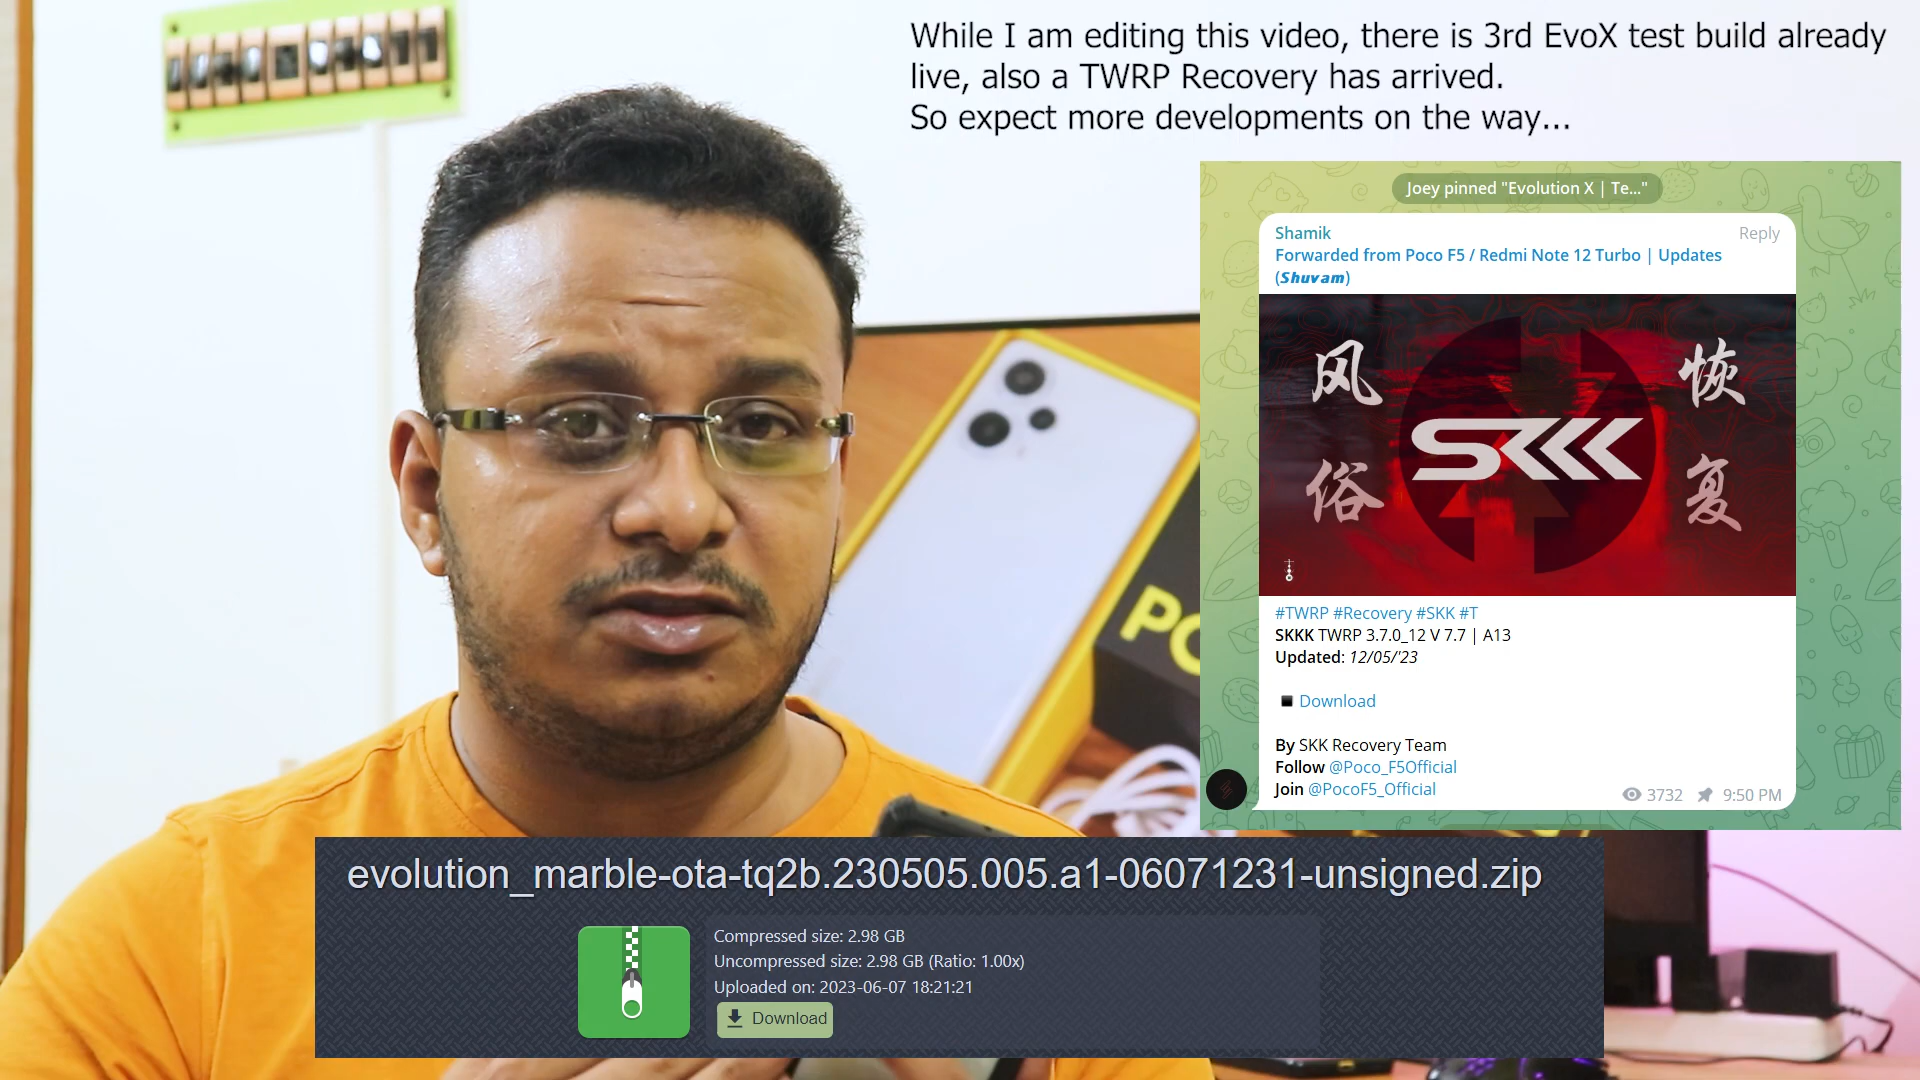 While I am editing this video, there is 3rd EvoX test build already
live, also a TWRP Recovery has arrived.
So expect more developments on the way...
Joey pinned "Evolution X | Te..."
Shamik
Reply
Forwarded from Poco F5 / Redmi Note 12 Turbo | Updates
(Shuvam)
风 恢
SKKK
俗 复
#TWRP #Recovery #SKK #T
SKKK TWRP 3.7.0_12 V 7.7 | A13
Updated: 12/05/'23
Download
By SKK Recovery Team
Follow @Poco_F5Official
Join @PocoF5_Official
3732 9:50 PM
PO
evolution_marble-ota-tq2b.230505.005.a1-06071231-unsigned.zip
Compressed size: 2.98 GB
Uncompressed size: 2.98 GB (Ratio: 1.00x)
Uploaded on: 2023-06-07 18:21:21
Download